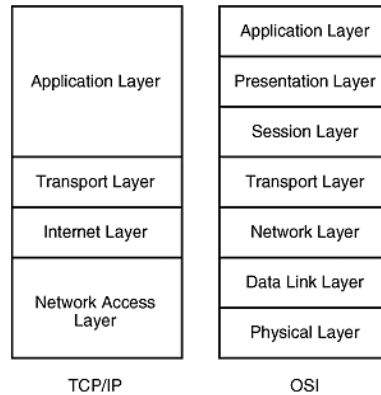 Application Layer
Transport Layer
Internet Layer
Network Access
Layer
TCP/IP
Application Layer
Presentation Layer
Session Layer
Transport Layer
Network Layer
Data Link Layer
Physical Layer
OSI